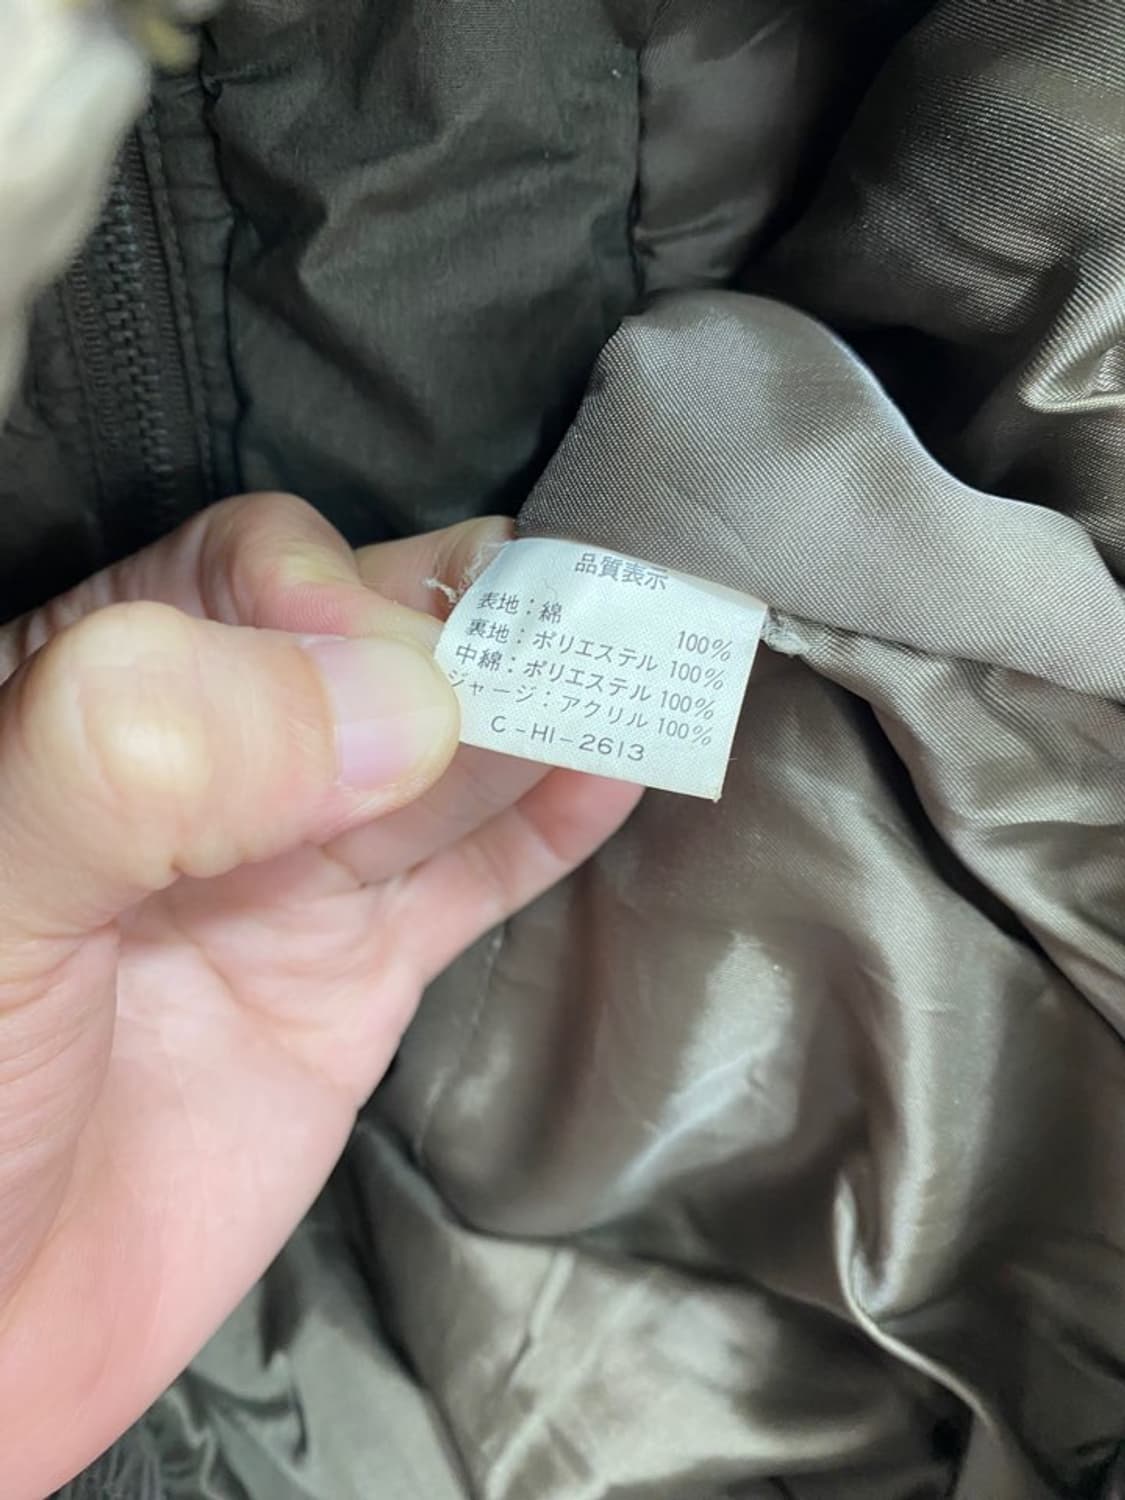 品質表示
表地：綿 100%
裏地：ポリエステル 100%
中綿：ポリエステル 100%
ジャージ：アクリル 100%
C-HI-2613